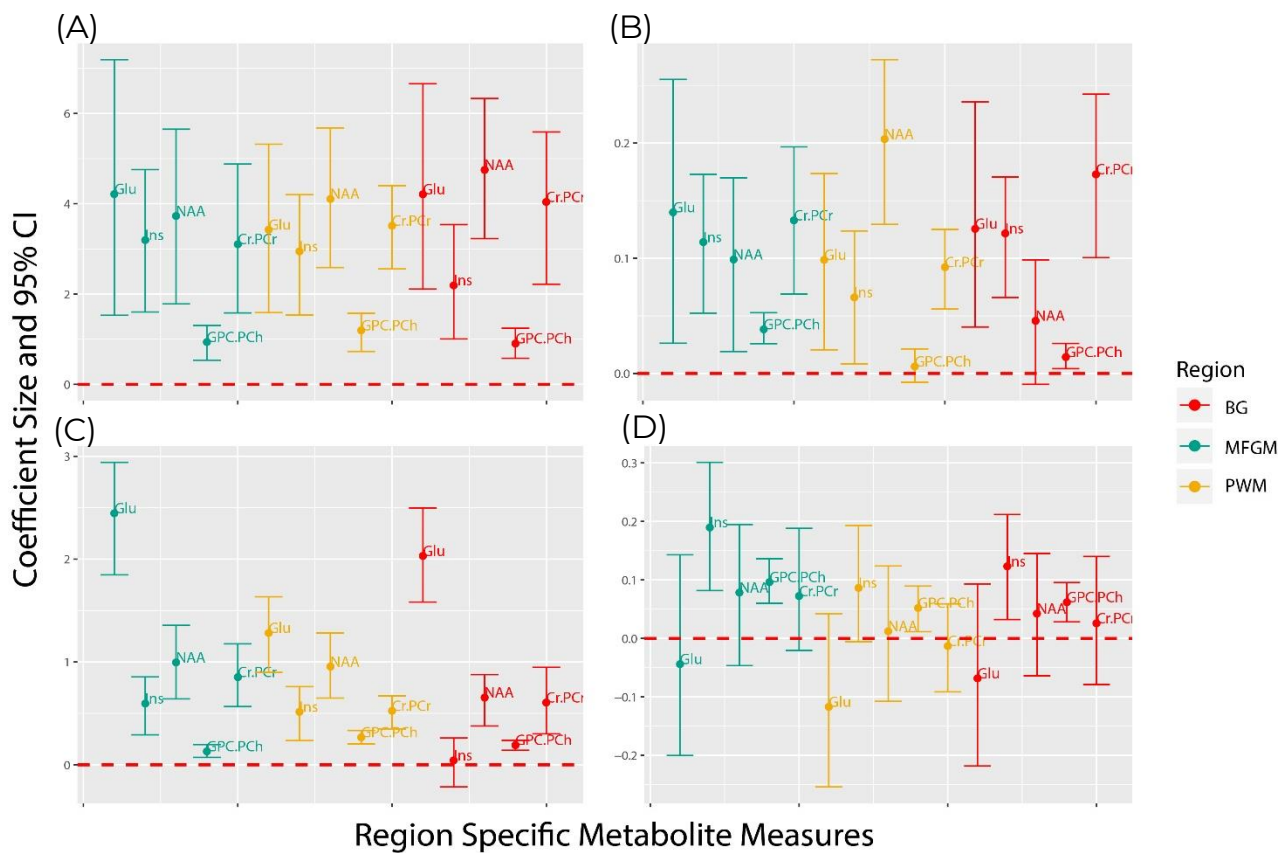 (A)
(B)
6
4
2
0
Glu
Ins
NAA
GPC.PCh
Cr.PCr
Glu
Ins
NAA
GPC.PCh
Cr.PCr
Glu
Ins
NAA
GPC.PCh
Cr.PCr
0.2
0.1
0.0
Glu
Ins
NAA
GPC.PCh
Cr.PCr
Glu
Ins
NAA
GPC.PCh
Cr.PCr
Glu
Ins
NAA
GPC.PCh
Cr.PCr
Coefficient Size and 95% CI
(C)
(D)
3
2
1
0
Glu
Ins
NAA
GPC.PCh
Cr.PCr
Glu
Ins
NAA
GPC.PCh
Cr.PCr
Glu
Ins
NAA
GPC.PCh
Cr.PCr
0.3
0.2
0.1
0.0
−0.1
−0.2
Glu
Ins
NAA
GPC.PCh
Cr.PCr
Glu
Ins
NAA
GPC.PCh
Cr.PCr
Glu
Ins
NAA
GPC.PCh
Cr.PCr
Region
BG
MFGM
PWM
Region Specific Metabolite Measures